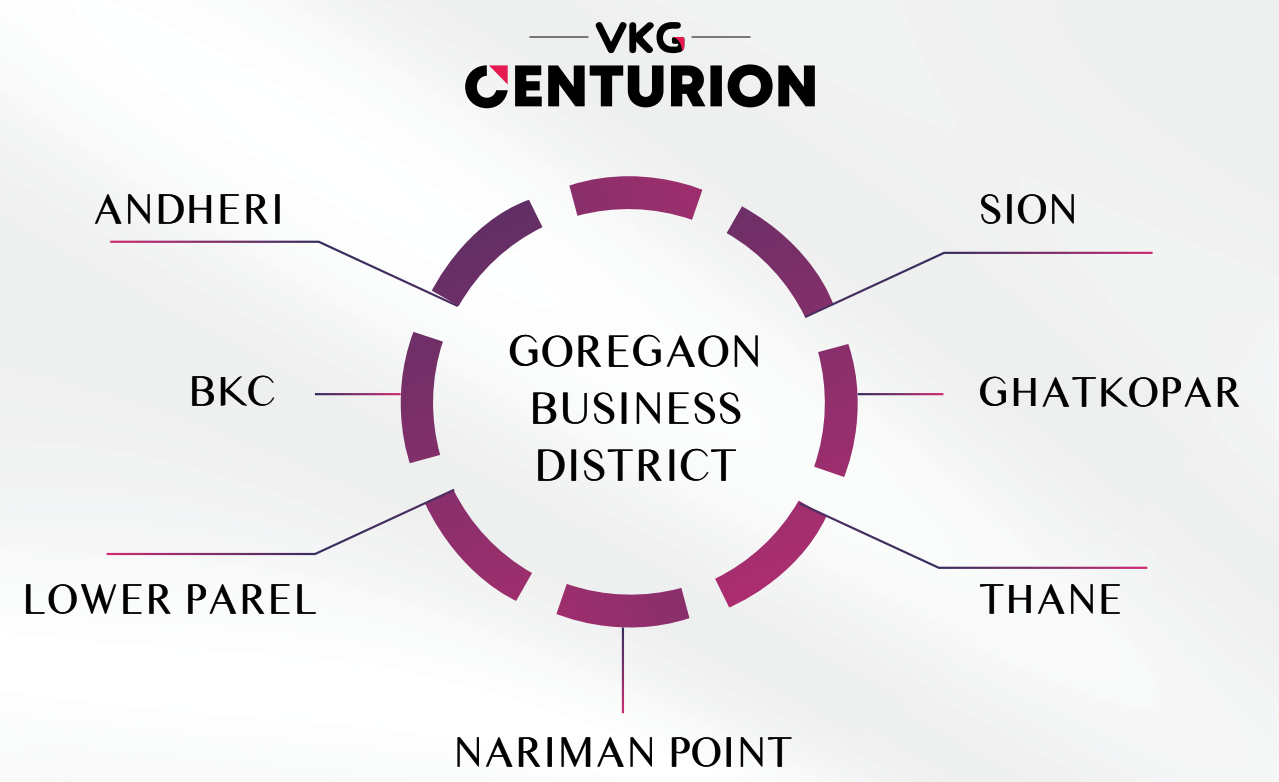 VKG
CENTURION
ANDHERI
SION
GOREGAON
BUSINESS
DISTRICT
BKC
GHATKOPAR
LOWER PAREL
THANE
NARIMAN POINT